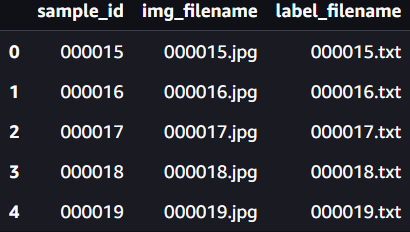 sample_id img_filename label_filename
0 000015 000015.jpg 000015.txt
1 000016 000016.jpg 000016.txt
2 000017 000017.jpg 000017.txt
3 000018 000018.jpg 000018.txt
4 000019 000019.jpg 000019.txt